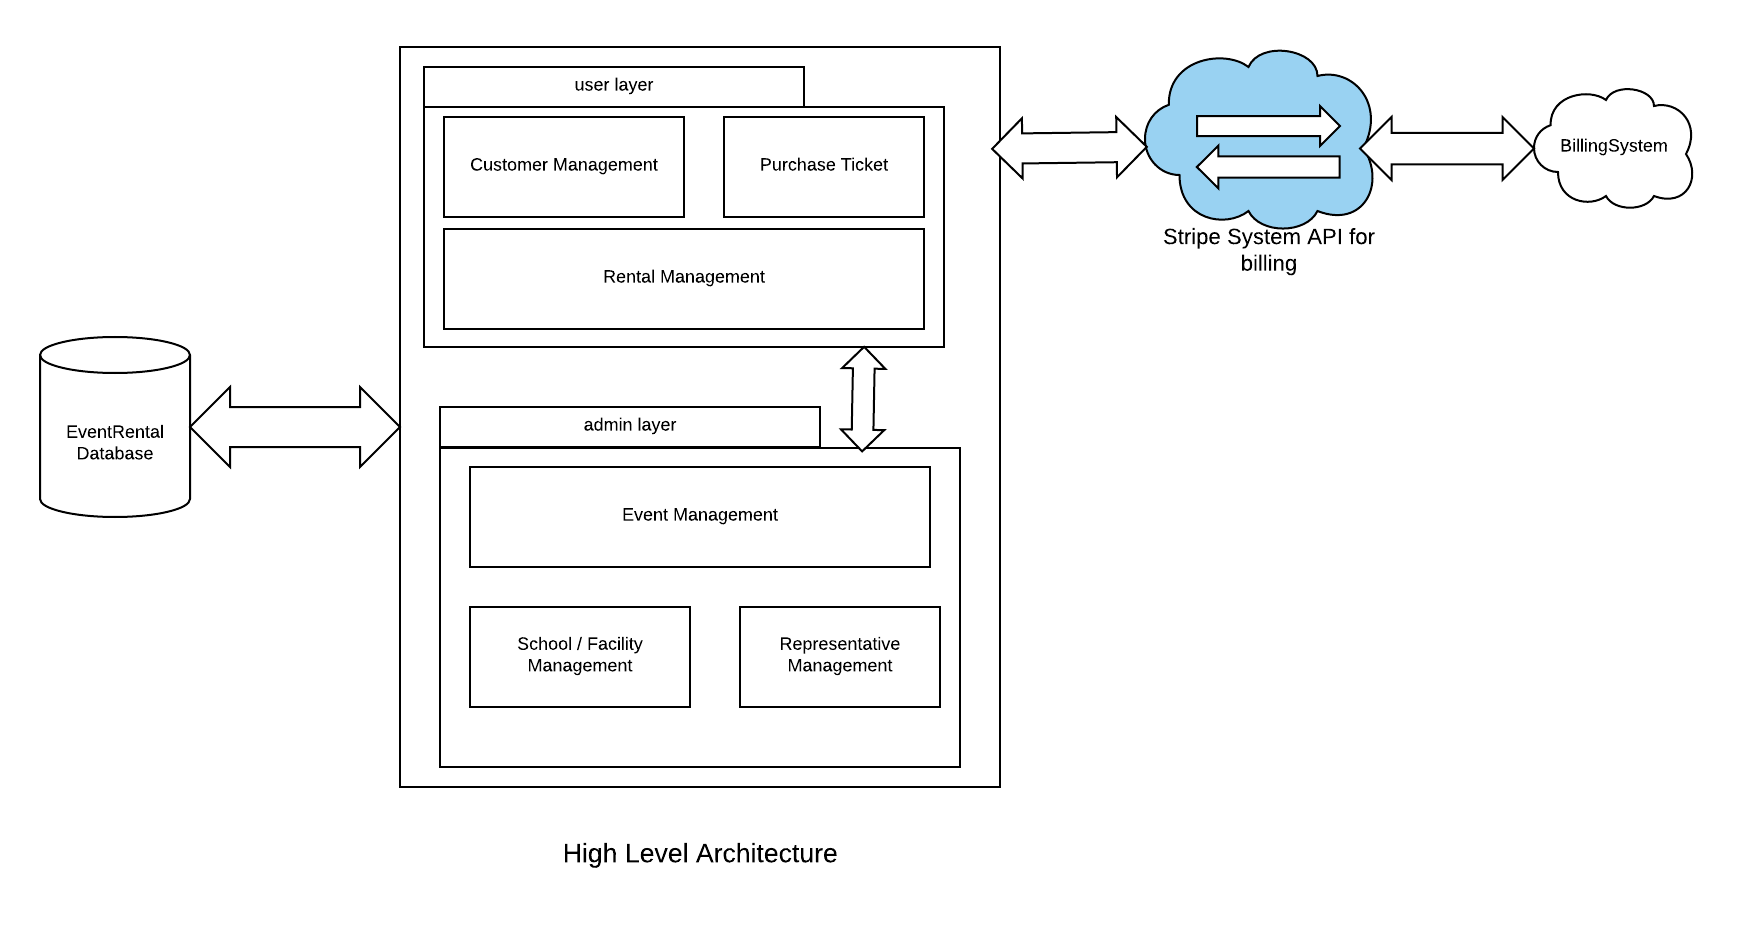 user layer
Customer Management
Purchase Ticket
Rental Management
Stripe System API for
billing
BillingSystem
EventRental
Database
admin layer
Event Management
School / Facility
Management
Representative
Management
High Level Architecture